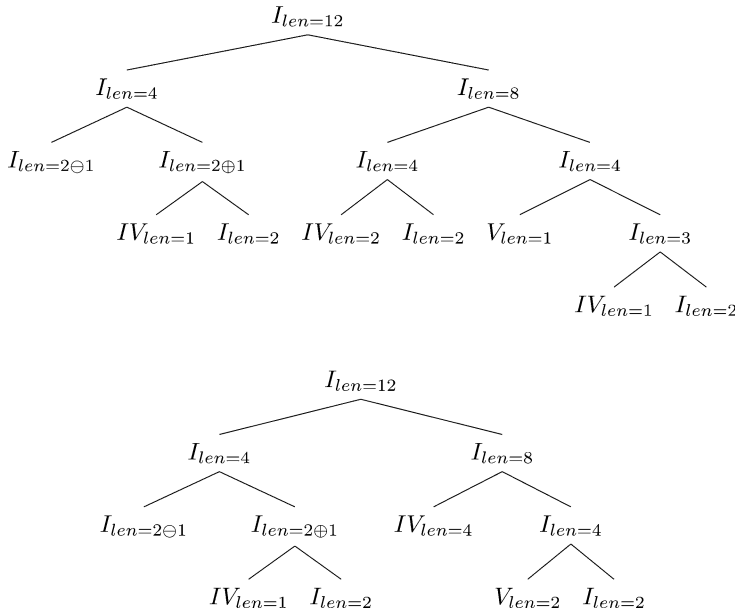 I_{len=12}
I_{len=4} I_{len=8}
I_{len=2⊖1} I_{len=2⊕1} I_{len=4} I_{len=4}
IV_{len=1} I_{len=2} IV_{len=2} I_{len=2} V_{len=1} I_{len=3}
IV_{len=1} I_{len=2}
I_{len=12}
I_{len=4} I_{len=8}
I_{len=2⊖1} I_{len=2⊕1} IV_{len=4} I_{len=4}
IV_{len=1} I_{len=2} V_{len=2} I_{len=2}